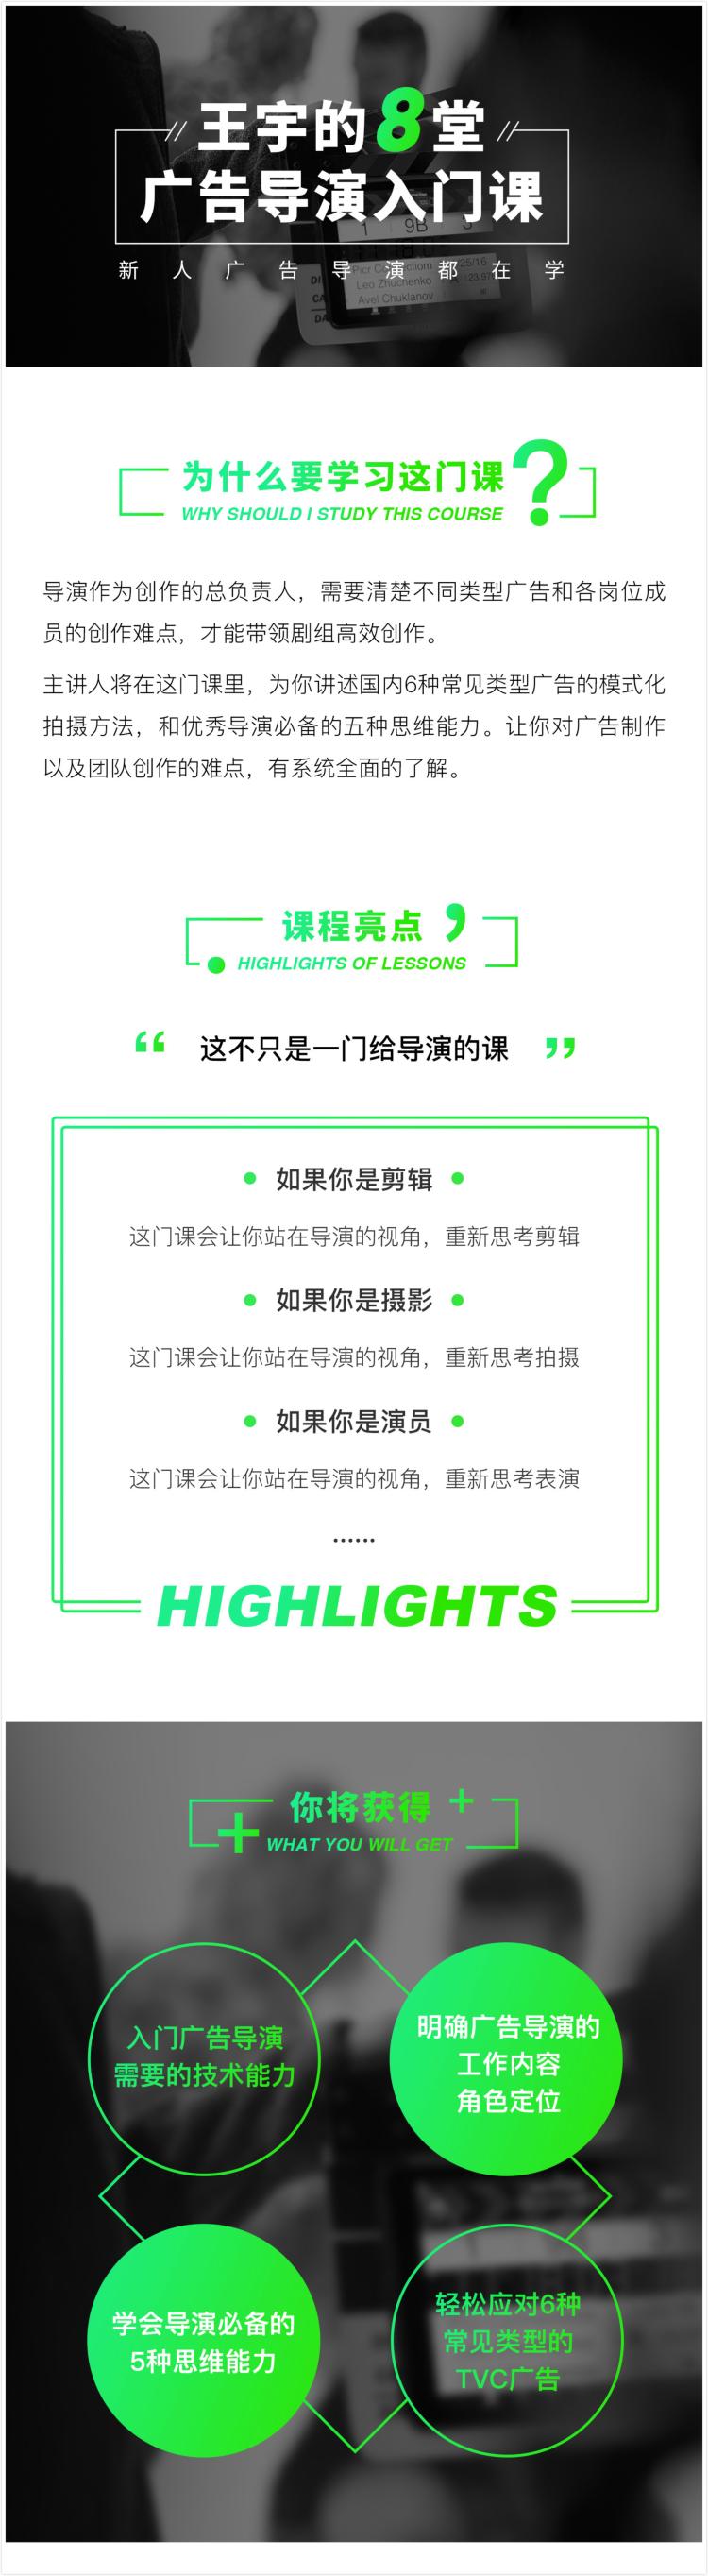 王宇的8堂
广告导演入门课
1 9B 3
新人广告导演都在学
25/16
Leo Zhuchenko
23.97
Avel Chuklanov
为什么要学习这门课?
WHY SHOULD I STUDY THIS COURSE
导演作为创作的总负责人，需要清楚不同类型广告和各岗位成
员的创作难点，才能带领剧组高效创作。
主讲人将在这门课里，为你讲述国内6种常见类型广告的模式化
拍摄方法，和优秀导演必备的五种思维能力。让你对广告制作
以及团队创作的难点，有系统全面的了解。
课程亮点
HIGHLIGHTS OF LESSONS
“ 这不只是一门给导演的课 ”
• 如果你是剪辑 •
这门课会让你站在导演的视角，重新思考剪辑
• 如果你是摄影 •
这门课会让你站在导演的视角，重新思考拍摄
• 如果你是演员 •
这门课会让你站在导演的视角，重新思考表演
……
HIGHLIGHTS
你将获得
WHAT YOU WILL GET
入门广告导演
需要的技术能力
明确广告导演的
工作内容
角色定位
学会导演必备的
5种思维能力
轻松应对6种
常见类型的
TVC广告